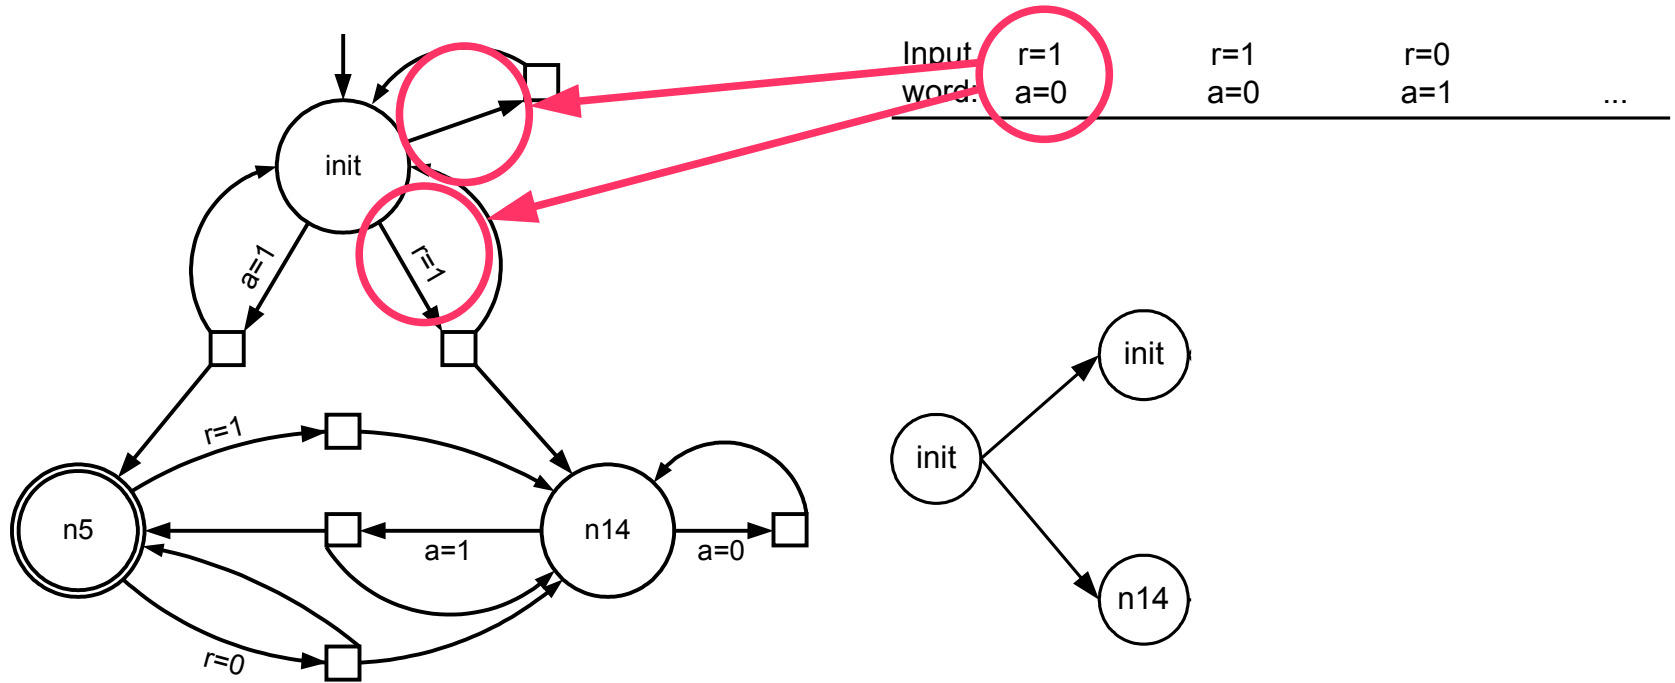 Input r=1 r=1 r=0
word: a=0 a=0 a=1 ...
init
a=1
r=1
r=1
n5
n14
a=1
a=0
r=0
init
init
n14